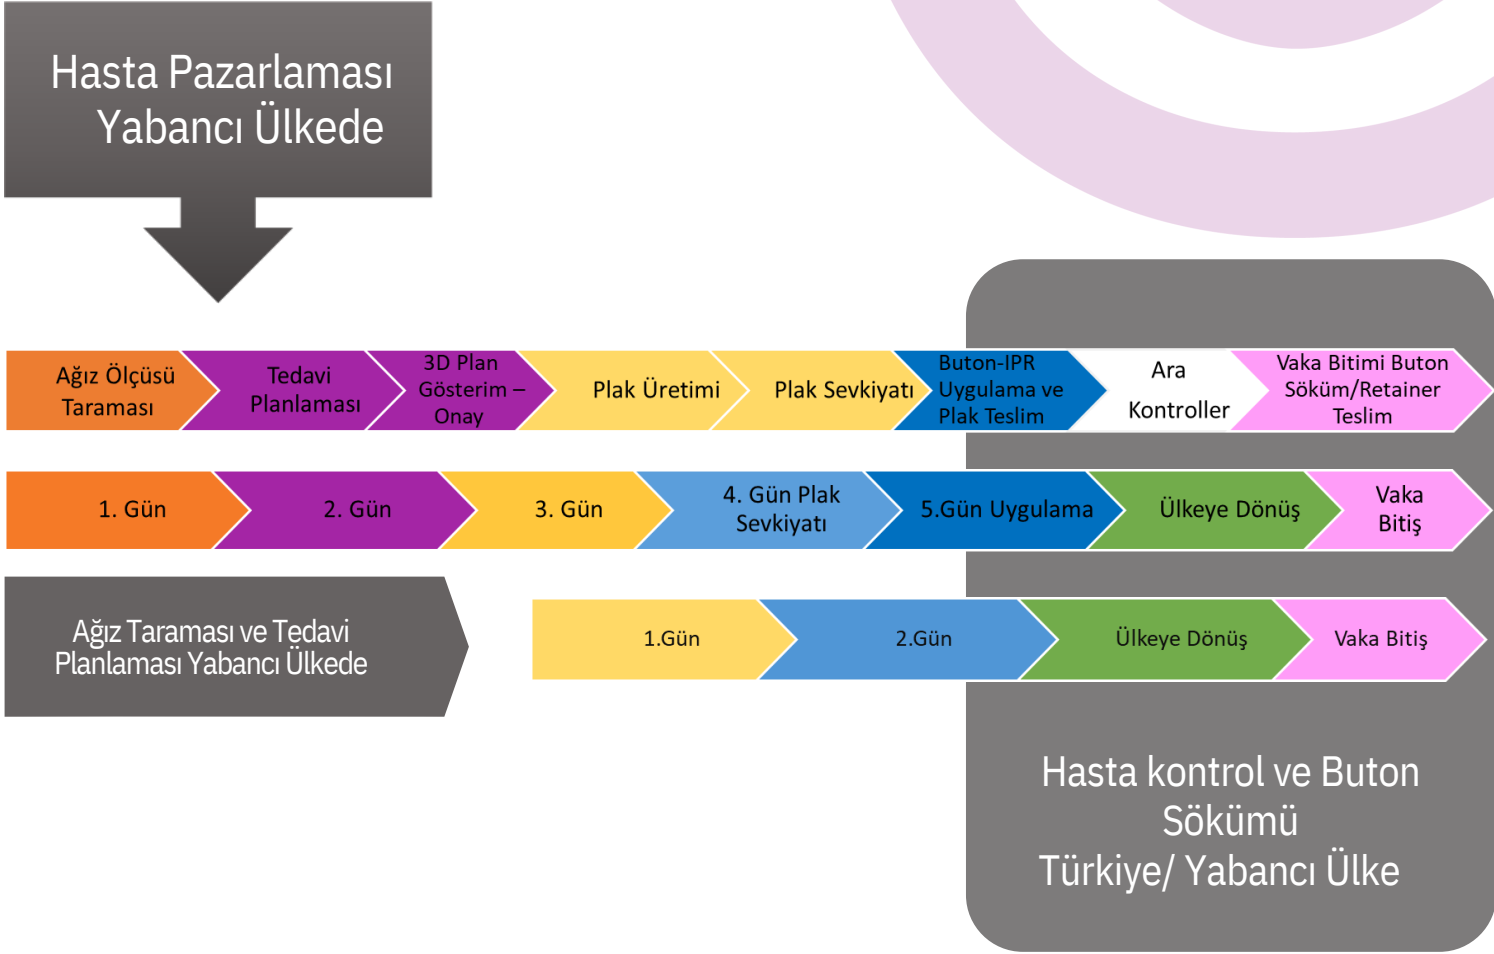 Hasta Pazarlaması
Yabancı Ülkede
Ağız Ölçüsü
Taraması
Tedavi
Planlaması
3D Plan
Gösterim –
Onay
Plak Üretimi
Plak Sevkiyatı
Buton-IPR
Uygulama ve
Plak Teslim
Ara
Kontroller
Vaka Bitimi Buton
Söküm/Retainer
Teslim
1. Gün
2. Gün
3. Gün
4. Gün Plak
Sevkiyatı
5.Gün Uygulama
Ülkeye Dönüş
Vaka
Bitiş
Ağız Taraması ve Tedavi
Planlaması Yabancı Ülkede
1.Gün
2.Gün
Ülkeye Dönüş
Vaka Bitiş
Hasta kontrol ve Buton
Sökümü
Türkiye/ Yabancı Ülke